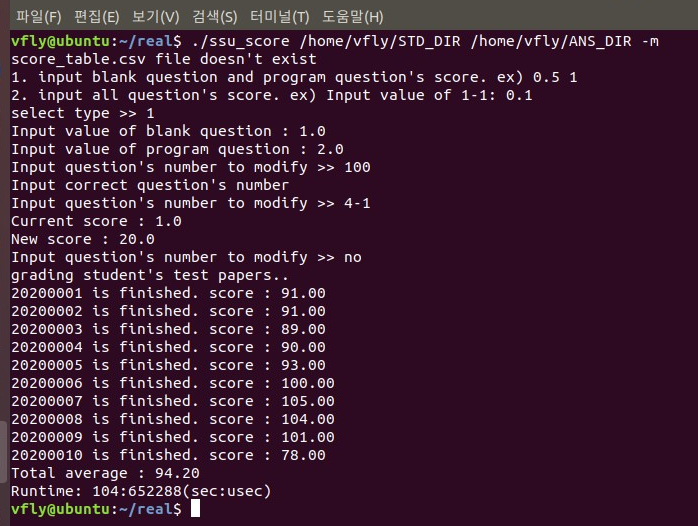 파일(F) 편집(E) 보기(V) 검색(S) 터미널(T) 도움말(H)
vfly@ubuntu:~/real$ ./ssu_score /home/vfly/STD_DIR /home/vfly/ANS_DIR -m
score_table.csv file doesn't exist
1. input blank question and program question's score. ex) 0.5 1
2. input all question's score. ex) Input value of 1-1: 0.1
select type >> 1
Input value of blank question : 1.0
Input value of program question : 2.0
Input question's number to modify >> 100
Input correct question's number
Input question's number to modify >> 4-1
Current score : 1.0
New score : 20.0
Input question's number to modify >> no
grading student's test papers..
20200001 is finished. score : 91.00
20200002 is finished. score : 91.00
20200003 is finished. score : 89.00
20200004 is finished. score : 90.00
20200005 is finished. score : 93.00
20200006 is finished. score : 100.00
20200007 is finished. score : 105.00
20200008 is finished. score : 104.00
20200009 is finished. score : 101.00
20200010 is finished. score : 78.00
Total average : 94.20
Runtime: 104:652288(sec:usec)
vfly@ubuntu:~/real$